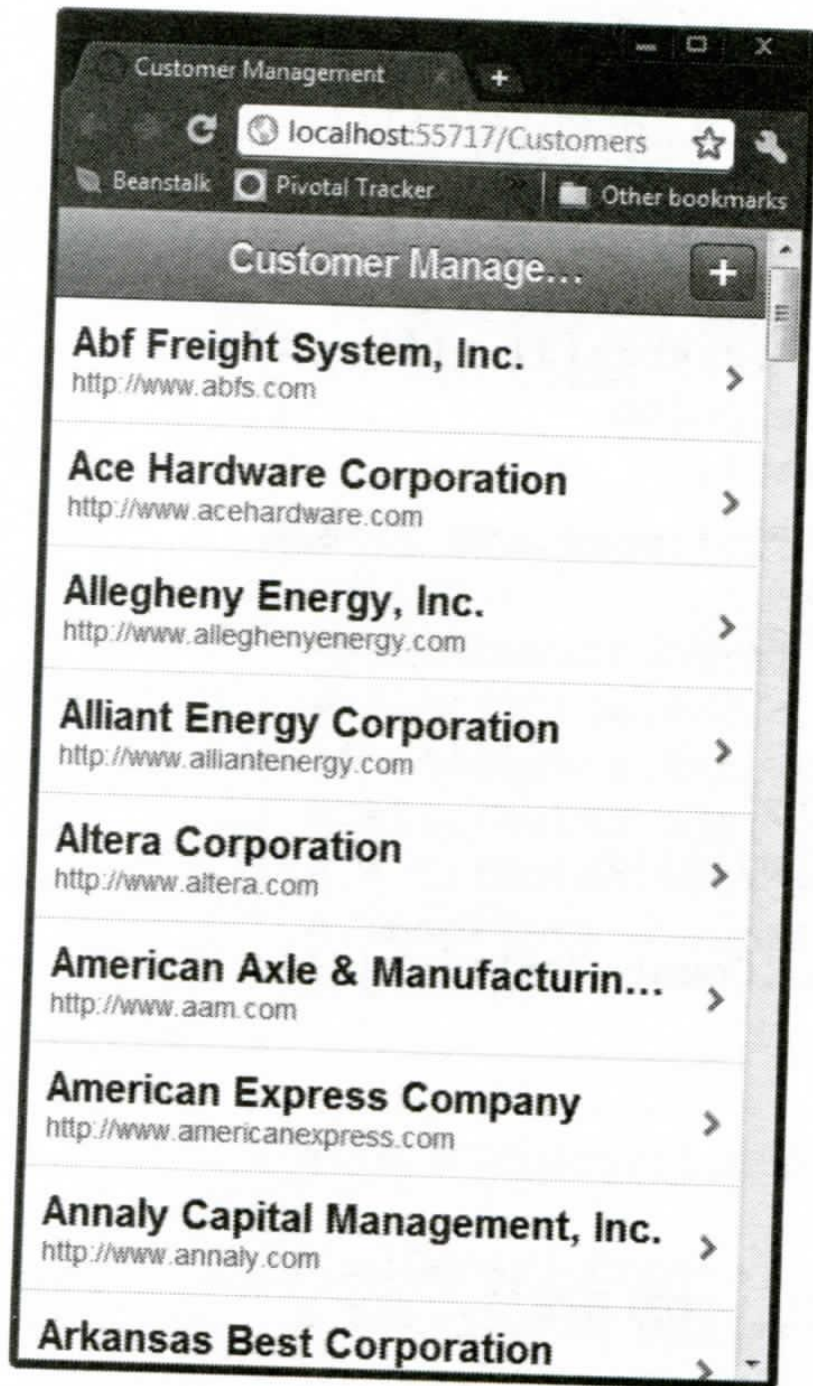 Customer Management
localhost:55717/Customers
Beanstalk Pivotal Tracker Other bookmarks
Customer Manage...
Abf Freight System, Inc.
http://www.abfs.com
Ace Hardware Corporation
http://www.acehardware.com
Allegheny Energy, Inc.
http://www.alleghenyenergy.com
Alliant Energy Corporation
http://www.alliantenergy.com
Altera Corporation
http://www.altera.com
American Axle & Manufacturin...
http://www.aam.com
American Express Company
http://www.americanexpress.com
Annaly Capital Management, Inc.
http://www.annaly.com
Arkansas Best Corporation